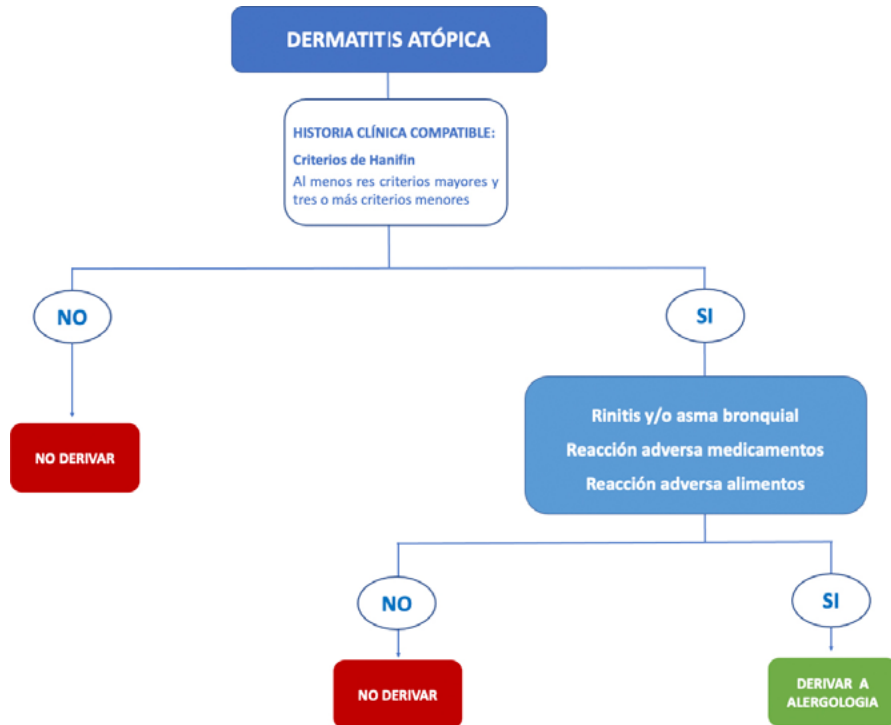 DERMATITIS ATÓPICA
HISTORIA CLÍNICA COMPATIBLE:
Criterios de Hanifin
Al menos res criterios mayores y
tres o más criterios menores
NO
SI
NO DERIVAR
Rinitis y/o asma bronquial
Reacción adversa medicamentos
Reacción adversa alimentos
NO
SI
NO DERIVAR
DERIVAR A
ALERGOLOGIA